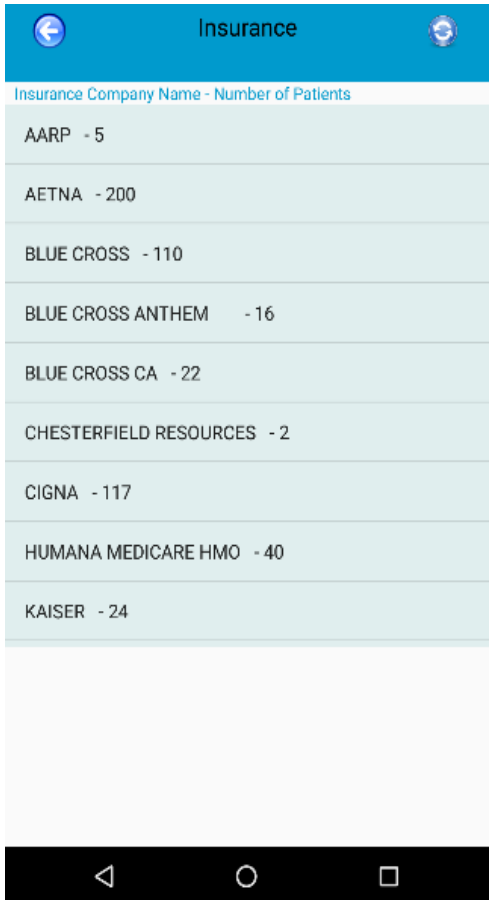 Insurance
Insurance Company Name - Number of Patients
AARP - 5
AETNA - 200
BLUE CROSS - 110
BLUE CROSS ANTHEM - 16
BLUE CROSS CA - 22
CHESTERFIELD RESOURCES - 2
CIGNA - 117
HUMANA MEDICARE HMO - 40
KAISER - 24